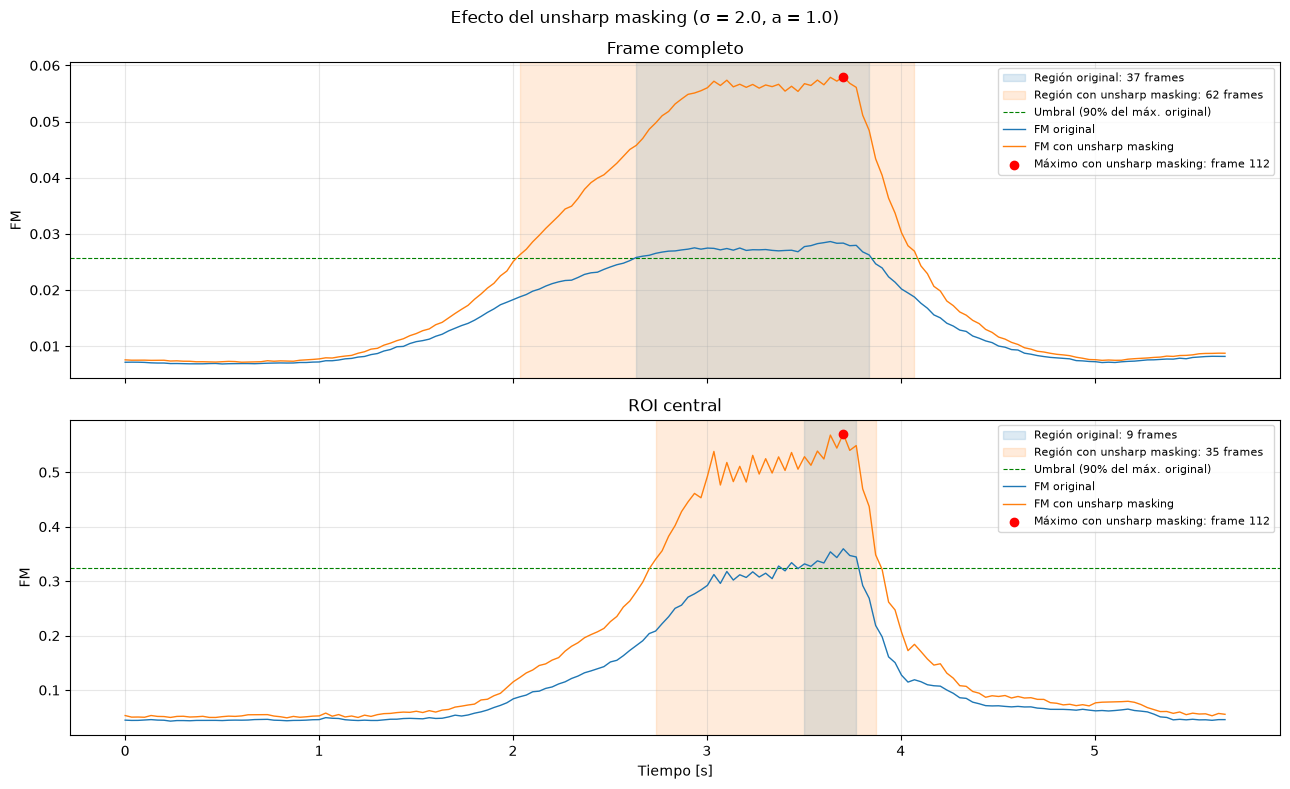 Efecto del unsharp masking (σ = 2.0, a = 1.0)
Frame completo
0.06
0.05
0.04
0.03
0.02
0.01
FM
Región original: 37 frames
Región con unsharp masking: 62 frames
Umbral (90% del máx. original)
FM original
FM con unsharp masking
Máximo con unsharp masking: frame 112
ROI central
0.5
0.4
0.3
0.2
0.1
FM
Región original: 9 frames
Región con unsharp masking: 35 frames
Umbral (90% del máx. original)
FM original
FM con unsharp masking
Máximo con unsharp masking: frame 112
0 1 2 3 4 5
Tiempo [s]